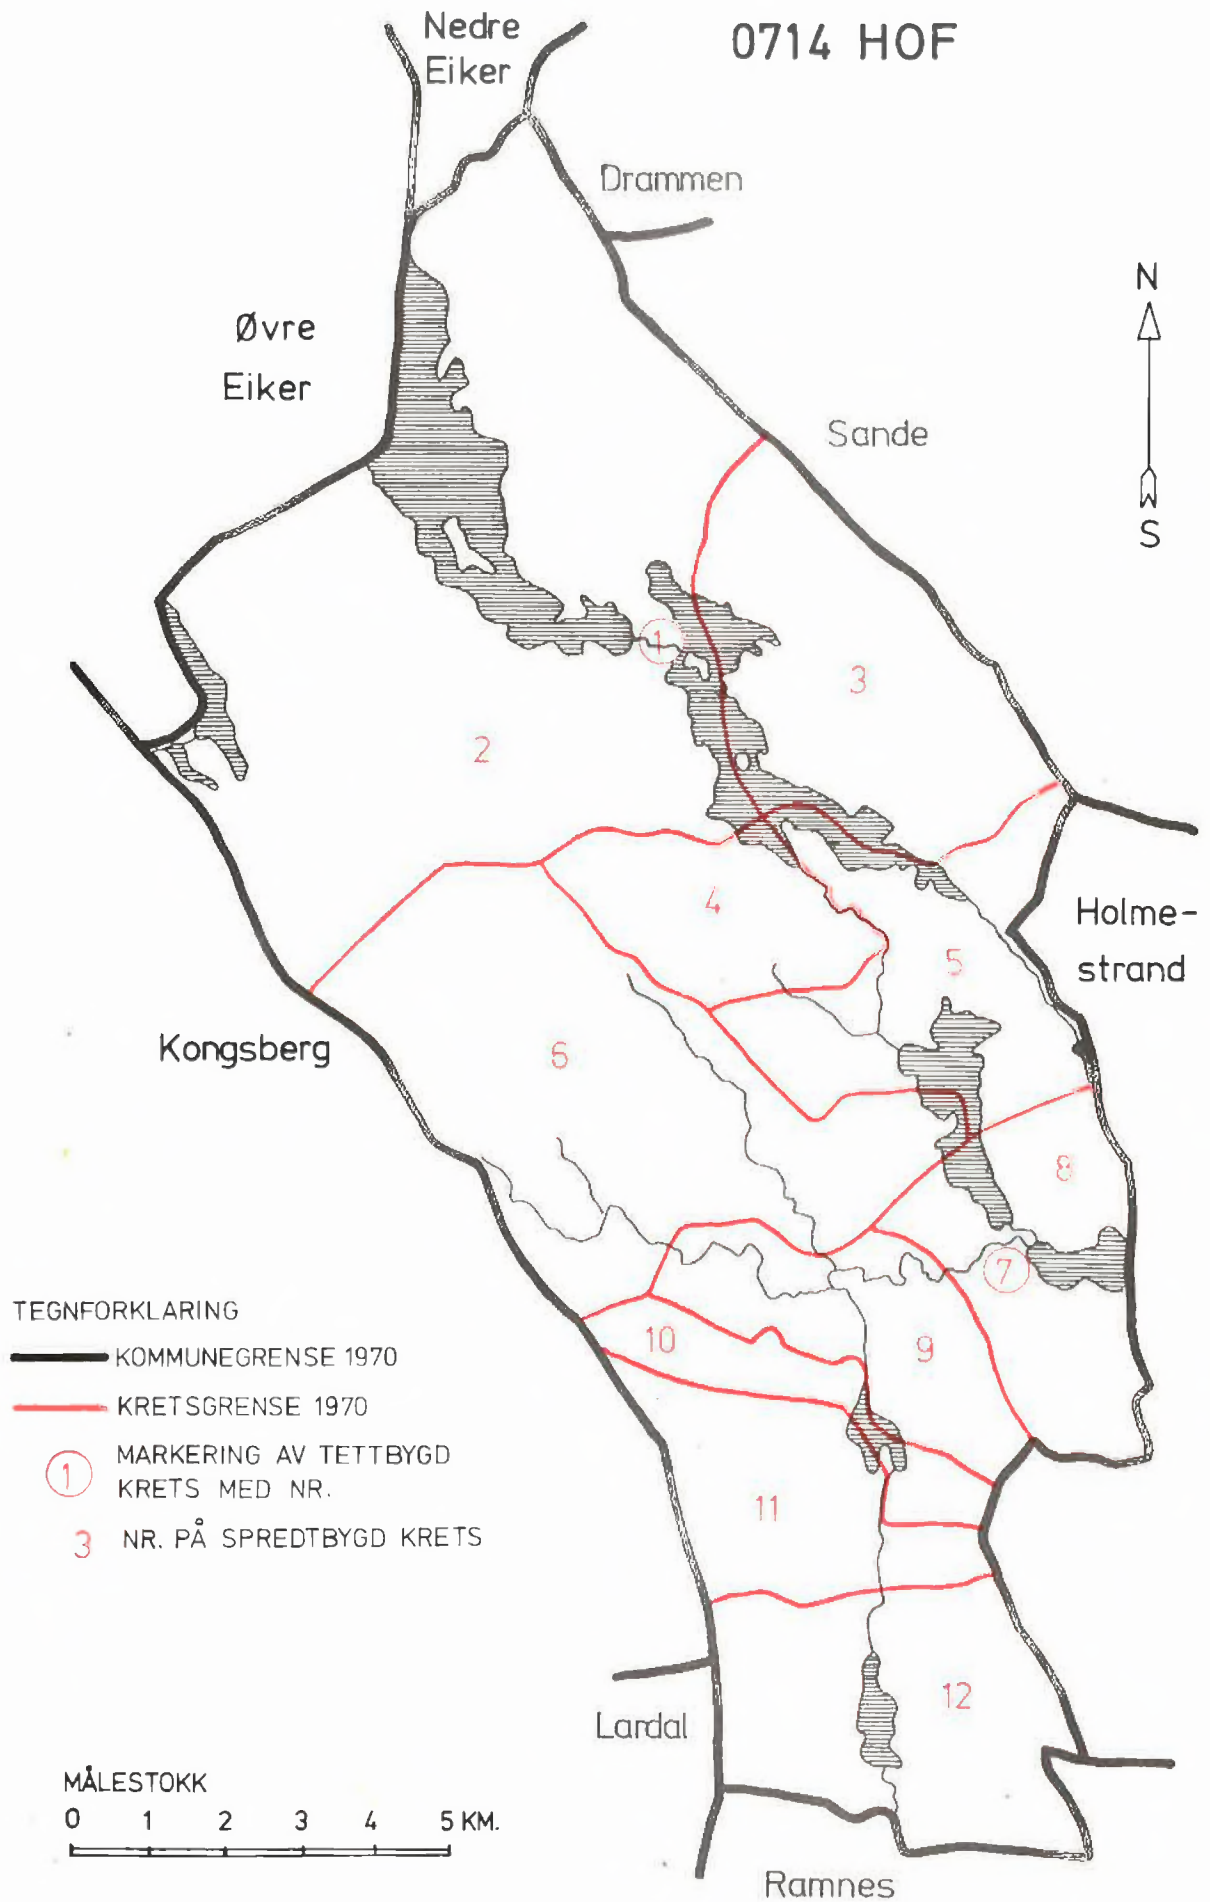 0714 HOF
Nedre
Eiker
Drammen
N
S
Øvre
Eiker
Sande
1
3
2
4
5
Holme-
strand
Kongsberg
6
8
7
9
10
11
12
TEGNFORKLARING
KOMMUNEGRENSE 1970
KRETSGRENSE 1970
1 MARKERING AV TETTBYGD
KRETS MED NR.
3 NR. PÅ SPREDTBYGD KRETS
Lardal
MÅLESTOKK
0 1 2 3 4 5 KM.
Ramnes